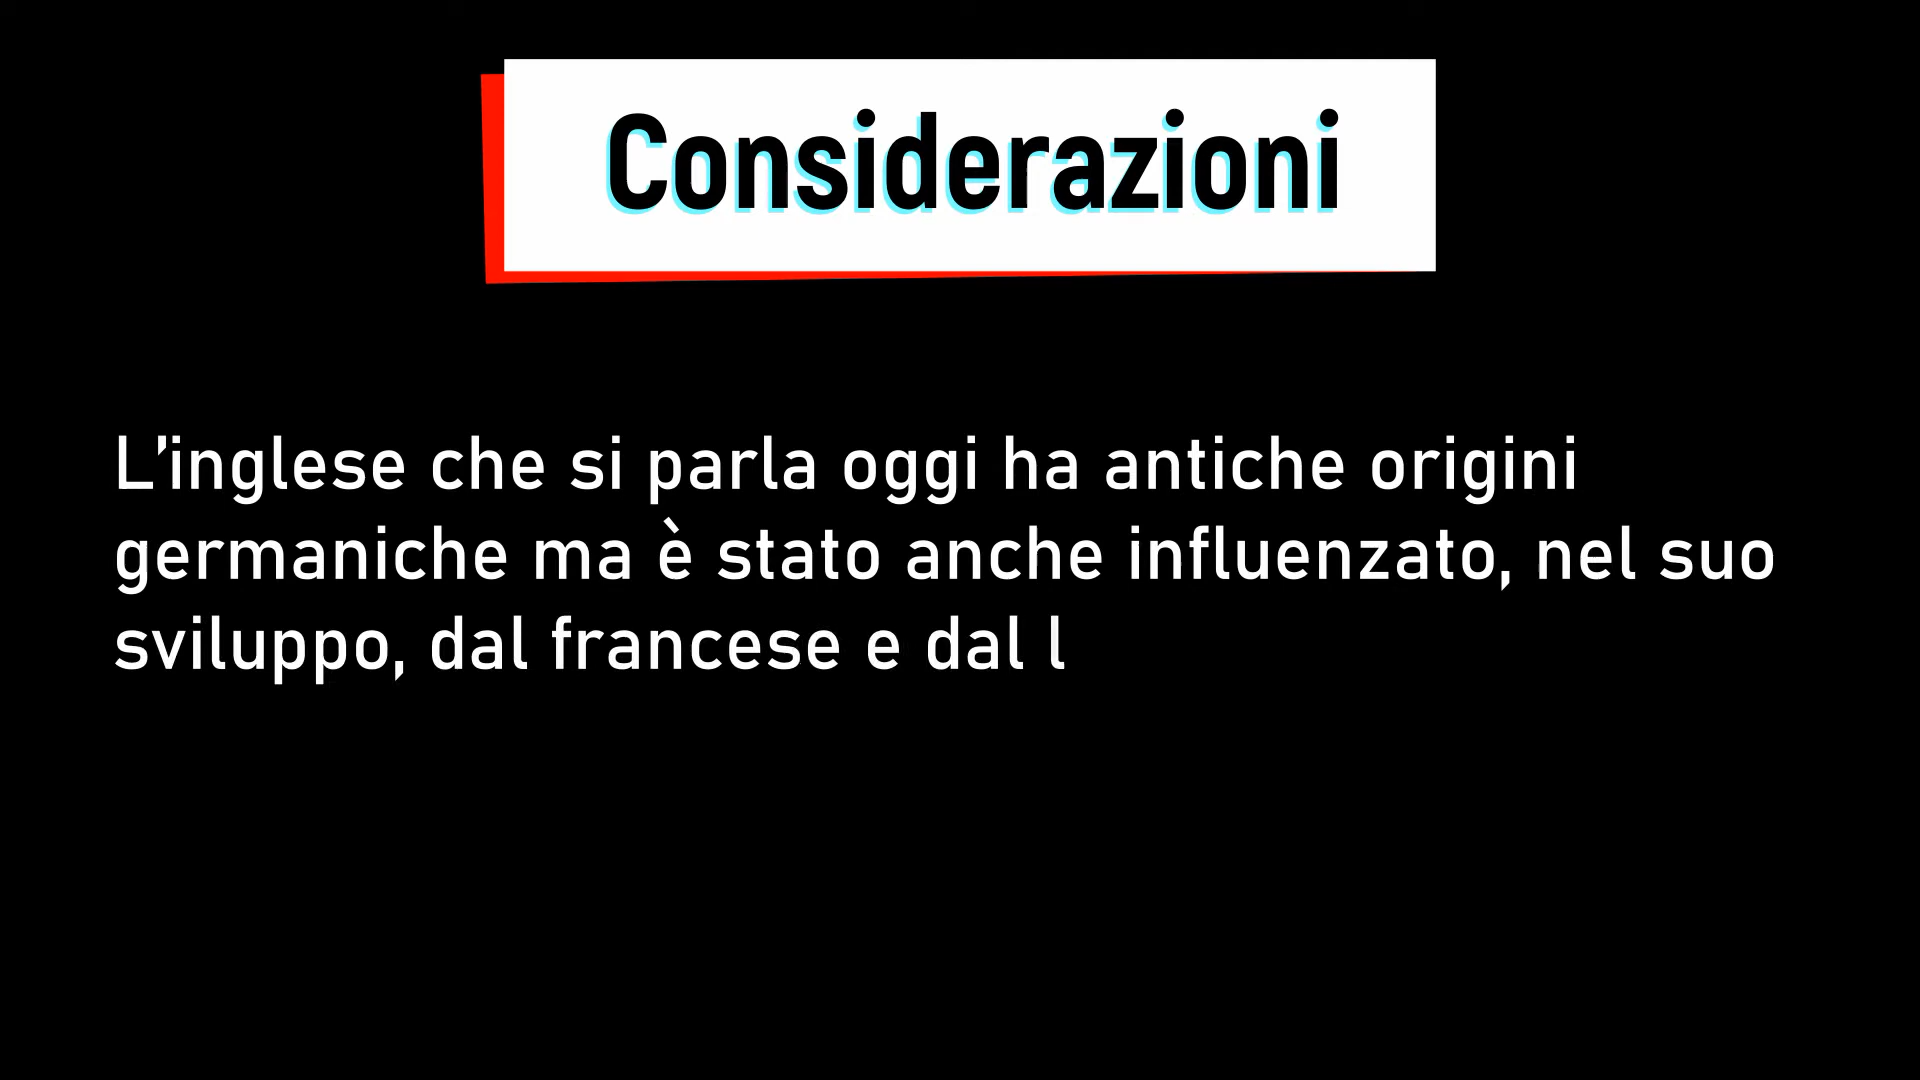 Considerazioni
L'inglese che si parla oggi ha antiche origini
germaniche ma è stato anche influenzato, nel suo
sviluppo, dal francese e dal l